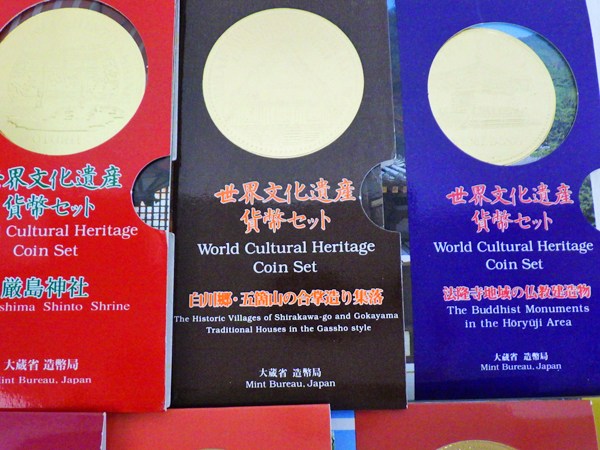 世界文化遺産
貨幣セット
d Cultural Heritage
Coin Set
厳島神社
shima Shinto Shrine
大蔵省 造幣局
Mint Bureau, Japan
世界文化遺産
貨幣セット
World Cultural Heritage
Coin Set
白川郷・五箇山の合掌造り集落
The Historic Villages of Shirakawa-go and Gokayama
Traditional Houses in the Gassho style
大蔵省 造幣局
Mint Bureau, Japan
世界文化遺産
貨幣セット
World Cultural Heritage
Coin Set
法隆寺地域の仏教建造物
The Buddhist Monuments
in the Hōryūji Area
大蔵省 造幣局
Mint Bureau, Japan